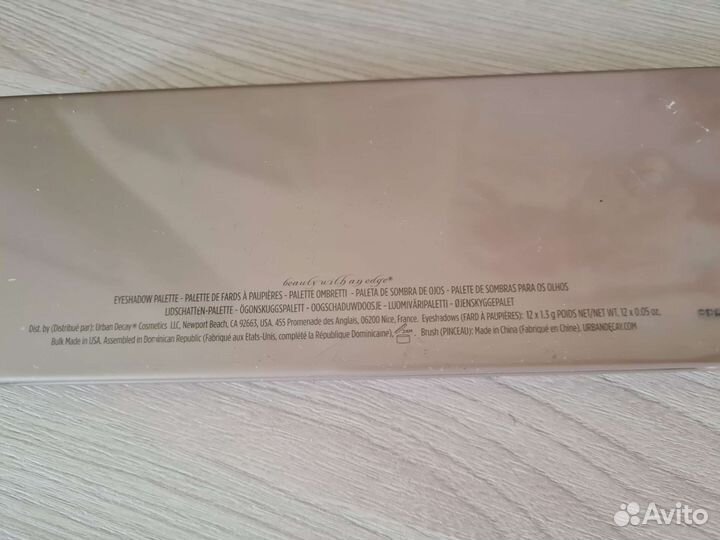 beauty with an edge®
EYESHADOW PALETTE - PALETTE DE FARDS À PAUPIÈRES - PALETTE OMBRETTI - PALETA DE SOMBRA DE OJOS - PALETE DE SOMBRAS PARA OS OLHOS
LIDSCHATTEN-PALETTE - ÖGONSKUGGSPALETT - OOGSCHADUWDOOSJE - LUOMIVÄRIPALETTI - ØJENSKYGGEPALET
Dist. by (Distribué par): Urban Decay® Cosmetics LLC, Newport Beach, CA 92663, USA. 455 Promenade des Anglais, 06200 Nice, France. Eyeshadows (FARD À PAUPIÈRES): 12 x 1.3 g POIDS NET/NET WT. 12 x 0.05 oz.
Bulk Made in USA. Assembled in Dominican Republic (Fabriqué aux Etats-Unis, complété la République Dominicaine). Brush (PINCEAU): Made in China (Fabriqué en Chine). URBANDECAY.COM
Avito